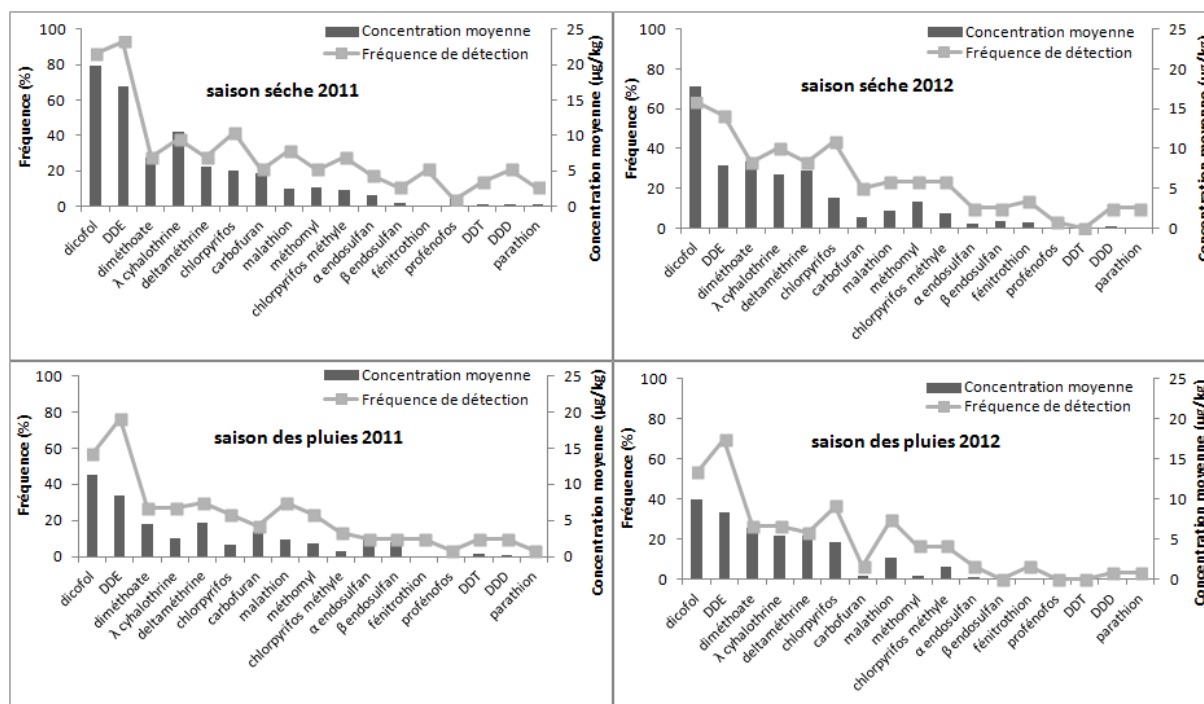 Concentration moyenne
Fréquence de détection
saison séche 2011
Fréquence (%)
100
80
60
40
20
0
25
20
15
10
5
0
Concentration moyenne (µg/kg)
dicofol
DDE
diméthoate
λ cyhalothrine
deltaméthrine
chlorpyrifos
carbofuran
malathion
méthomyl
chlorpyrifos méthyle
α endosulfan
β endosulfan
fénitrothion
profénofos
DDT
DDD
parathion
Concentration moyenne
Fréquence de détection
saison séche 2012
Fréquence (%)
100
80
60
40
20
0
25
20
15
10
5
0
Concentration moyenne (µg/kg)
dicofol
DDE
diméthoate
λ cyhalothrine
deltaméthrine
chlorpyrifos
carbofuran
malathion
méthomyl
chlorpyrifos méthyle
α endosulfan
β endosulfan
fénitrothion
profénofos
DDT
DDD
parathion
Concentration moyenne
Fréquence de détection
saison des pluies 2011
Fréquence (%)
100
80
60
40
20
0
25
20
15
10
5
0
Concentration moyenne (µg/kg)
dicofol
DDE
diméthoate
λ cyhalothrine
deltaméthrine
chlorpyrifos
carbofuran
malathion
méthomyl
chlorpyrifos méthyle
α endosulfan
β endosulfan
fénitrothion
profénofos
DDT
DDD
parathion
Concentration moyenne
Fréquence de détection
saison des pluies 2012
Fréquence (%)
100
80
60
40
20
0
25
20
15
10
5
0
Concentration moyenne (µg/kg)
dicofol
DDE
diméthoate
λ cyhalothrine
deltaméthrine
chlorpyrifos
carbofuran
malathion
méthomyl
chlorpyrifos méthyle
α endosulfan
β endosulfan
fénitrothion
profénofos
DDT
DDD
parathion